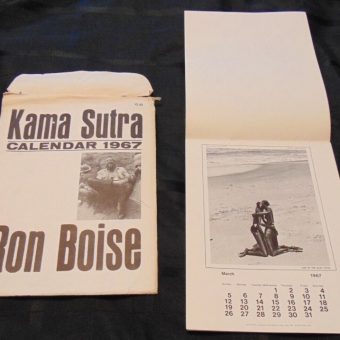 Kama Sutra
CALENDAR 1967
Ron Boise
March 1967
1 2 3 4
5 6 7 8 9 10 11
12 13 14 15 16 17 18
19 20 21 22 23 24 25
26 27 28 29 30 31